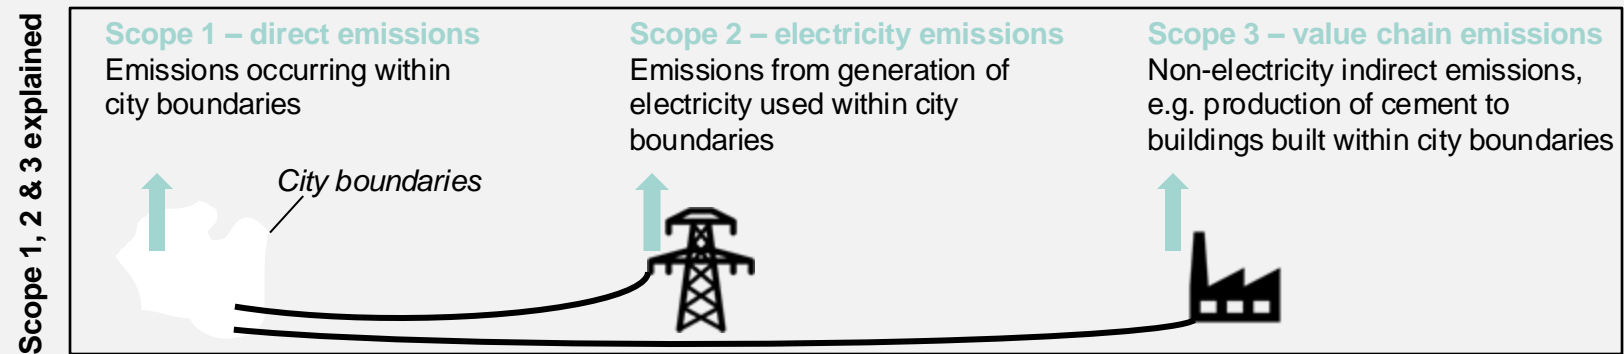 Scope 1, 2 & 3 explained
Scope 1 – direct emissions
Emissions occurring within
city boundaries
City boundaries
Scope 2 – electricity emissions
Emissions from generation of
electricity used within city
boundaries
Scope 3 – value chain emissions
Non-electricity indirect emissions,
e.g. production of cement to
buildings built within city boundaries